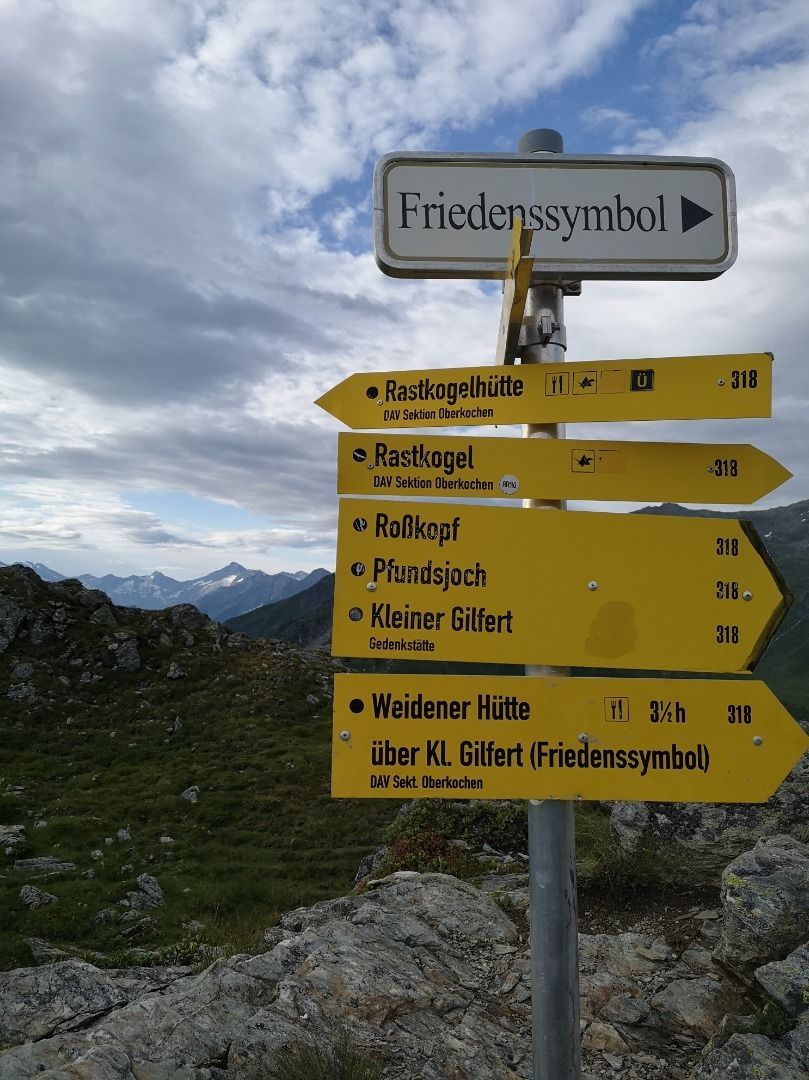 Friedenssymbol
Rastkogelhütte Ü 318
DAV Sektion Oberkochen
Rastkogel 318
DAV Sektion Oberkochen
Roßkopf 318
Pfundsjoch 318
Kleiner Gilfert 318
Gedenkstätte
Weidener Hütte 3½h 318
über Kl. Gilfert (Friedenssymbol)
DAV Sekt. Oberkochen